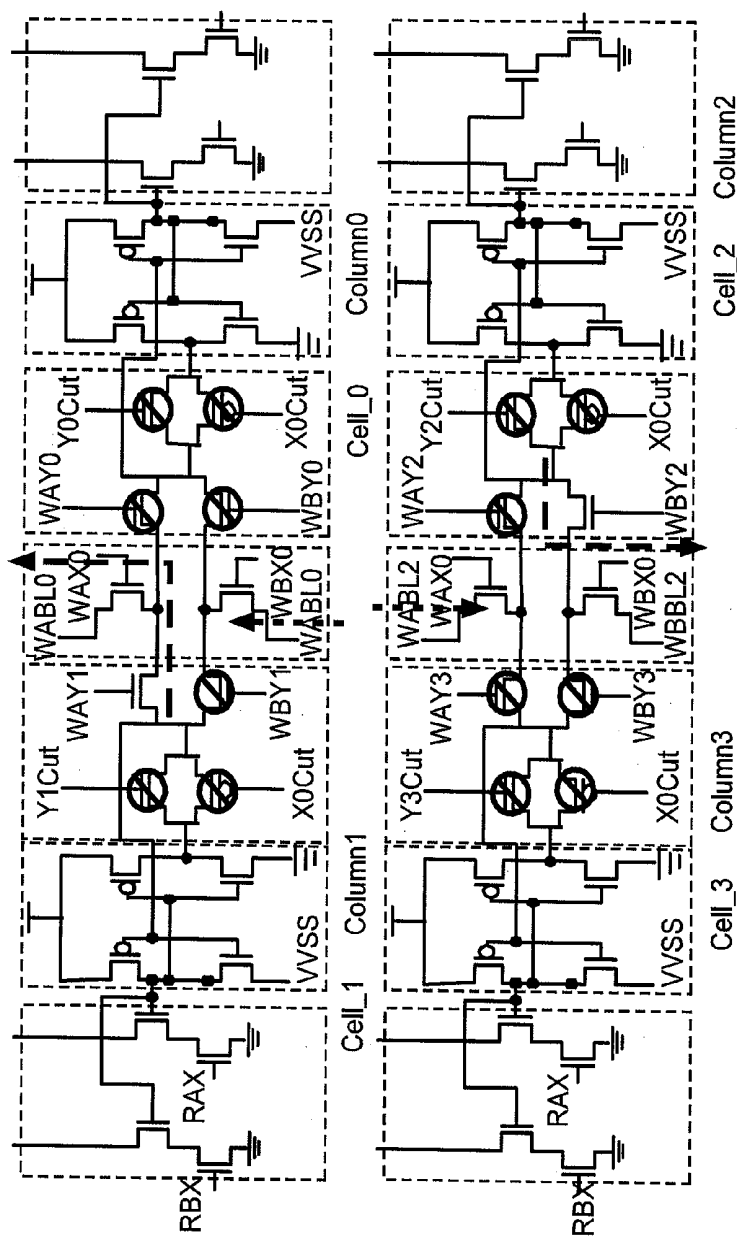 WABL0
WAX0
WAY0
Y0Cut
WAY1
Y1Cut
VVSS
VVSS
RAX
RBX
WABL0
WBX0
WBY0
X0Cut
WBY1
X0Cut
Cell_1
Column1
Cell_0
Column0
WABL2
WAX0
WAY2
Y2Cut
WAY3
Y3Cut
VVSS
VVSS
RAX
RBX
WBBL2
WBX0
WBY2
X0Cut
WBY3
X0Cut
Cell_3
Column3
Cell_2
Column2